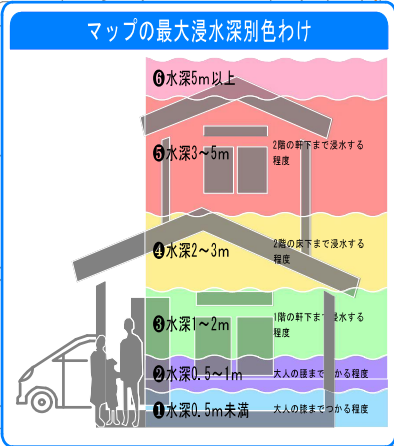 マップの最大浸水深別色わけ
❻水深5m以上
❺水深3～5m
2階の軒下まで浸水する
程度
❹水深2～3m
2階の床下まで浸水する
程度
❸水深1～2m
1階の軒下まで浸水する
程度
❷水深0.5～1m
大人の腰までつかる程度
❶水深0.5m未満
大人の膝までつかる程度